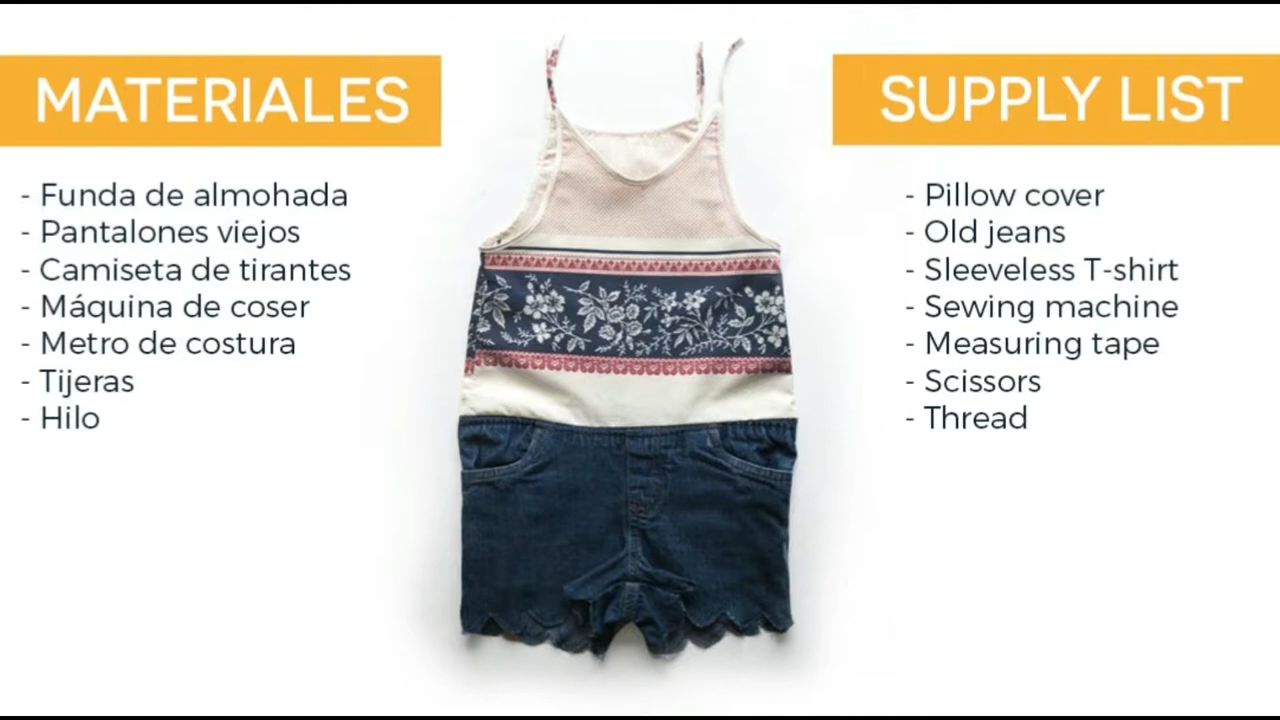 MATERIALES
- Funda de almohada
- Pantalones viejos
- Camiseta de tirantes
- Máquina de coser
- Metro de costura
- Tijeras
- Hilo
SUPPLY LIST
- Pillow cover
- Old jeans
- Sleeveless T-shirt
- Sewing machine
- Measuring tape
- Scissors
- Thread